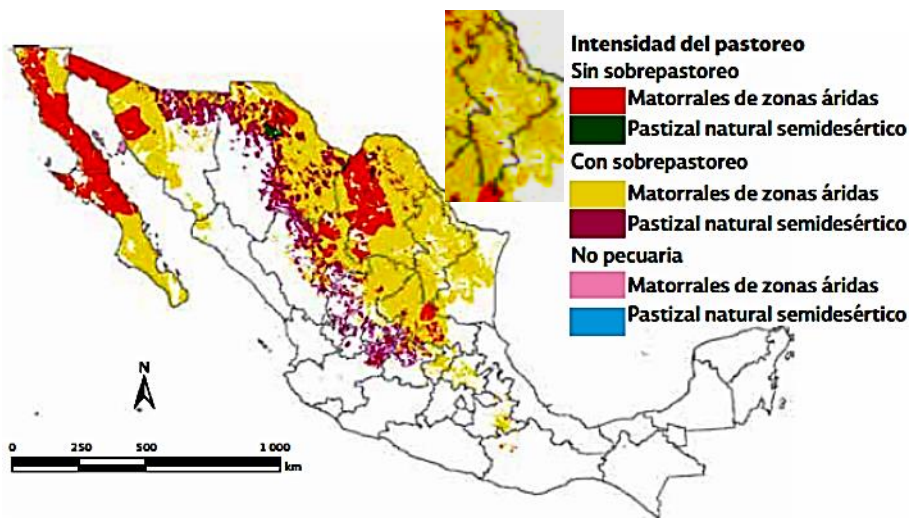 Intensidad del pastoreo
Sin sobrepastoreo
Matorrales de zonas áridas
Pastizal natural semidesértico
Con sobrepastoreo
Matorrales de zonas áridas
Pastizal natural semidesértico
No pecuaria
Matorrales de zonas áridas
Pastizal natural semidesértico
N
0 250 500 1 000
km